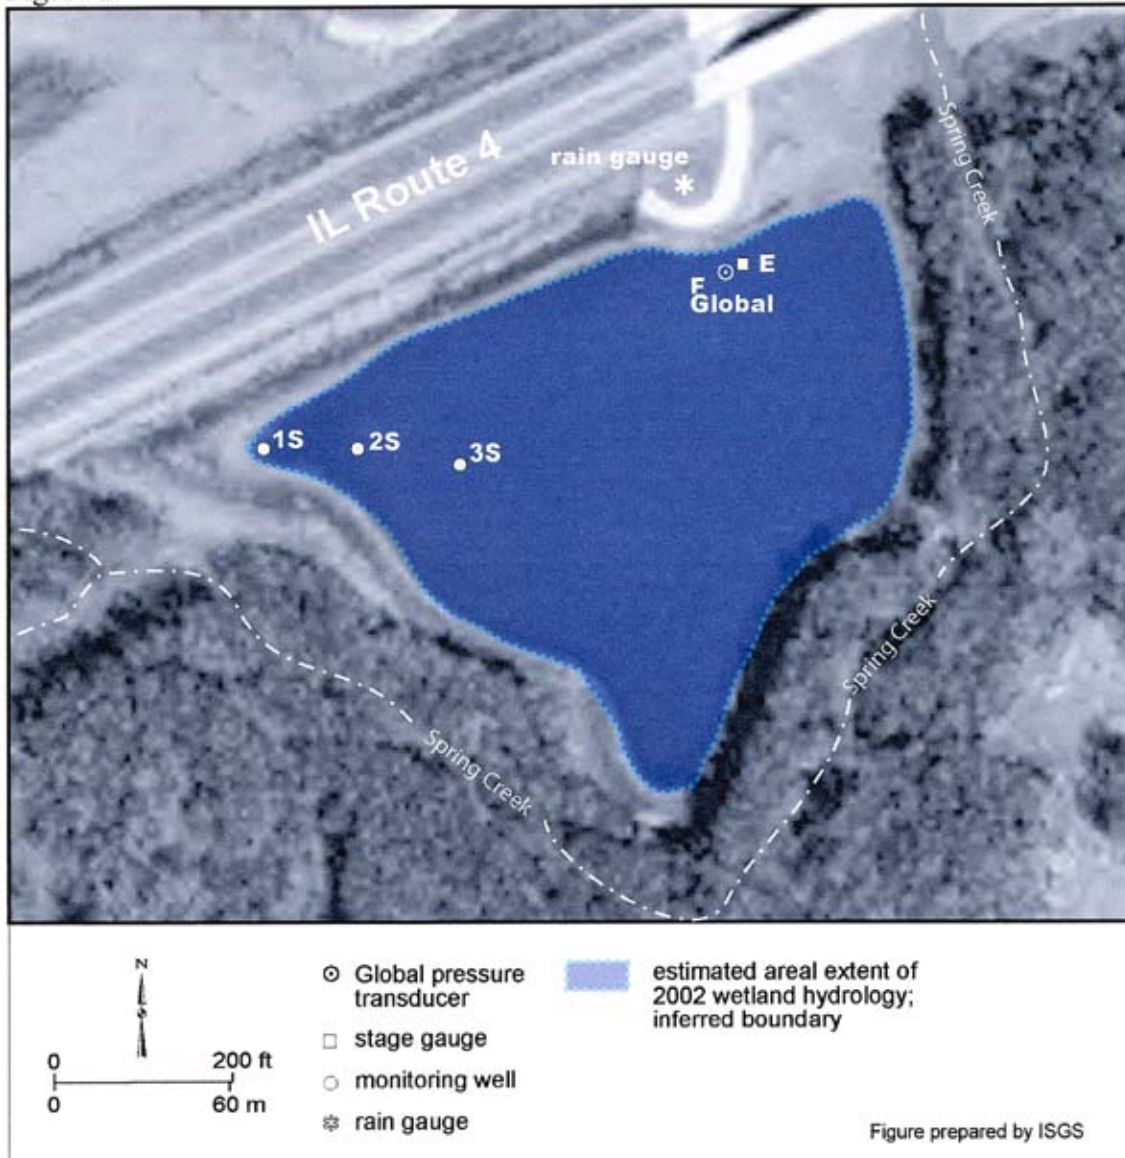 IL Route 4
rain gauge
Spring Creek
E
F
Global
1S
2S
3S
Spring Creek
Spring Creek
N
0 200 ft
0 60 m
Global pressure
transducer
stage gauge
monitoring well
rain gauge
estimated areal extent of
2002 wetland hydrology;
inferred boundary
Figure prepared by ISGS